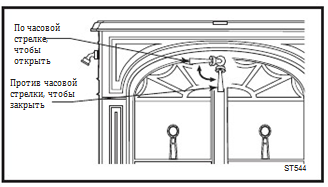 По часовой
стрелке,
чтобы
открыть
Против часовой
стрелки, чтобы
закрыть
ST544